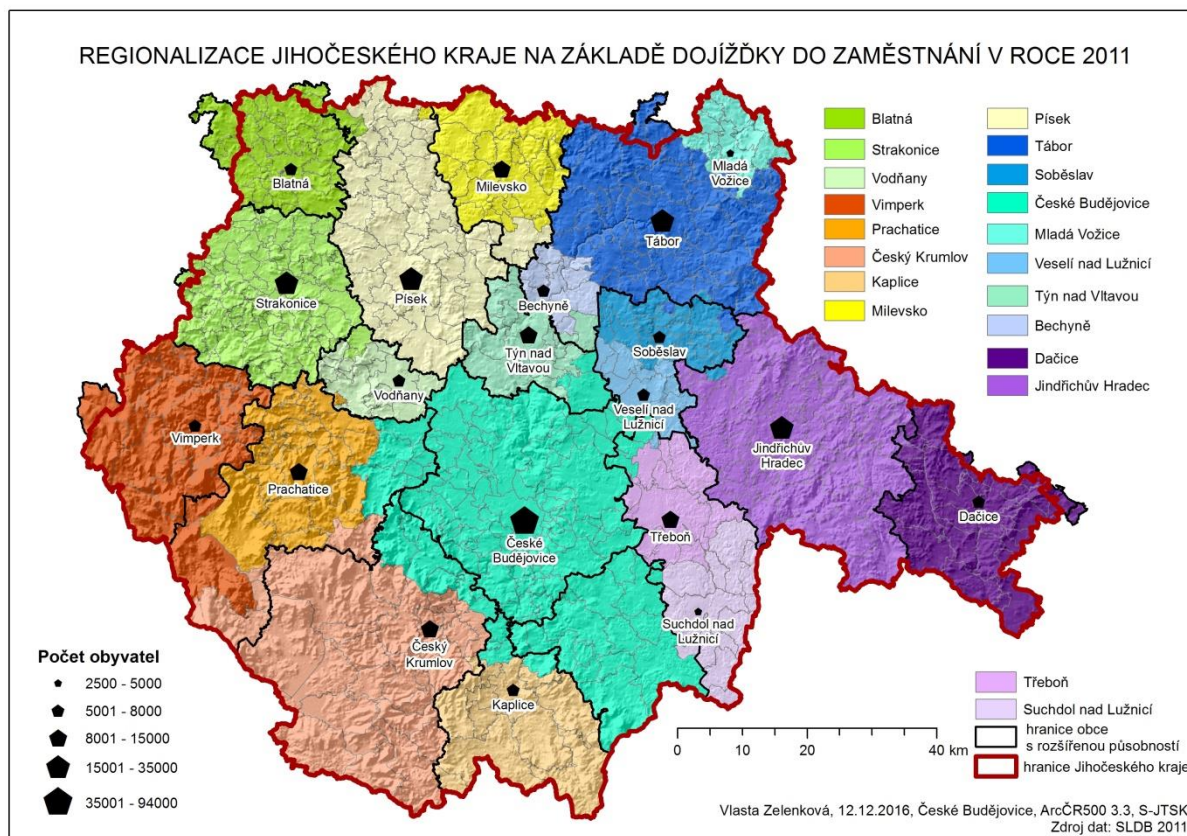 REGIONALIZACE JIHOČESKÉHO KRAJE NA ZÁKLADĚ DOJÍŽĎKY DO ZAMĚSTNÁNÍ V ROCE 2011
Blatná
Strakonice
Vodňany
Vimperk
Prachatice
Český Krumlov
Kaplice
Milevsko
Písek
Tábor
Soběslav
České Budějovice
Mladá Vožice
Veselí nad Lužnicí
Týn nad Vltavou
Bechyně
Dačice
Jindřichův Hradec
Blatná
Milevsko
Mladá
Vožice
Tábor
Strakonice
Písek
Bechyně
Týn nad
Vltavou
Soběslav
Vodňany
Veselí nad
Lužnicí
Vimperk
Jindřichův
Hradec
Prachatice
Dačice
Třeboň
České
Budějovice
Suchdol nad
Lužnicí
Český
Krumlov
Kaplice
Počet obyvatel
2500 - 5000
5001 - 8000
8001 - 15000
15001 - 35000
35001 - 94000
Třeboň
Suchdol nad Lužnicí
hranice obce
s rozšířenou působností
hranice Jihočeského kraje
0 10 20 40 km
Vlasta Zelenková, 12.12.2016, České Budějovice, ArcČR500 3.3, S-JTSK
Zdroj dat: SLDB 2011